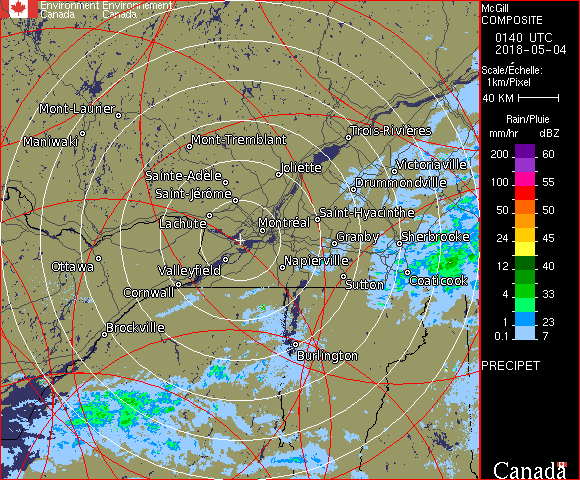 Environment Environnement
Canada Canada
McGill
COMPOSITE
0140 UTC
2018-05-04
Scale/Échelle:
1km/Pixel
40 KM
Rain/Pluie
mm/hr dBZ
200 60
100 55
50 50
24 45
12 40
4 33
1 23
0.1 7
PRECIPET
Canada
Mont-Laurier
Maniwaki
Mont-Tremblant
Trois-Rivières
Joliette
Victoriaville
Sainte-Adèle
Drummondville
Saint-Jérôme
Saint-Hyacinthe
Lachute
Montréal
Granby
Sherbrooke
Ottawa
Valleyfield
Napierville
Cornwall
Sutton
Coaticook
Brockville
Burlington